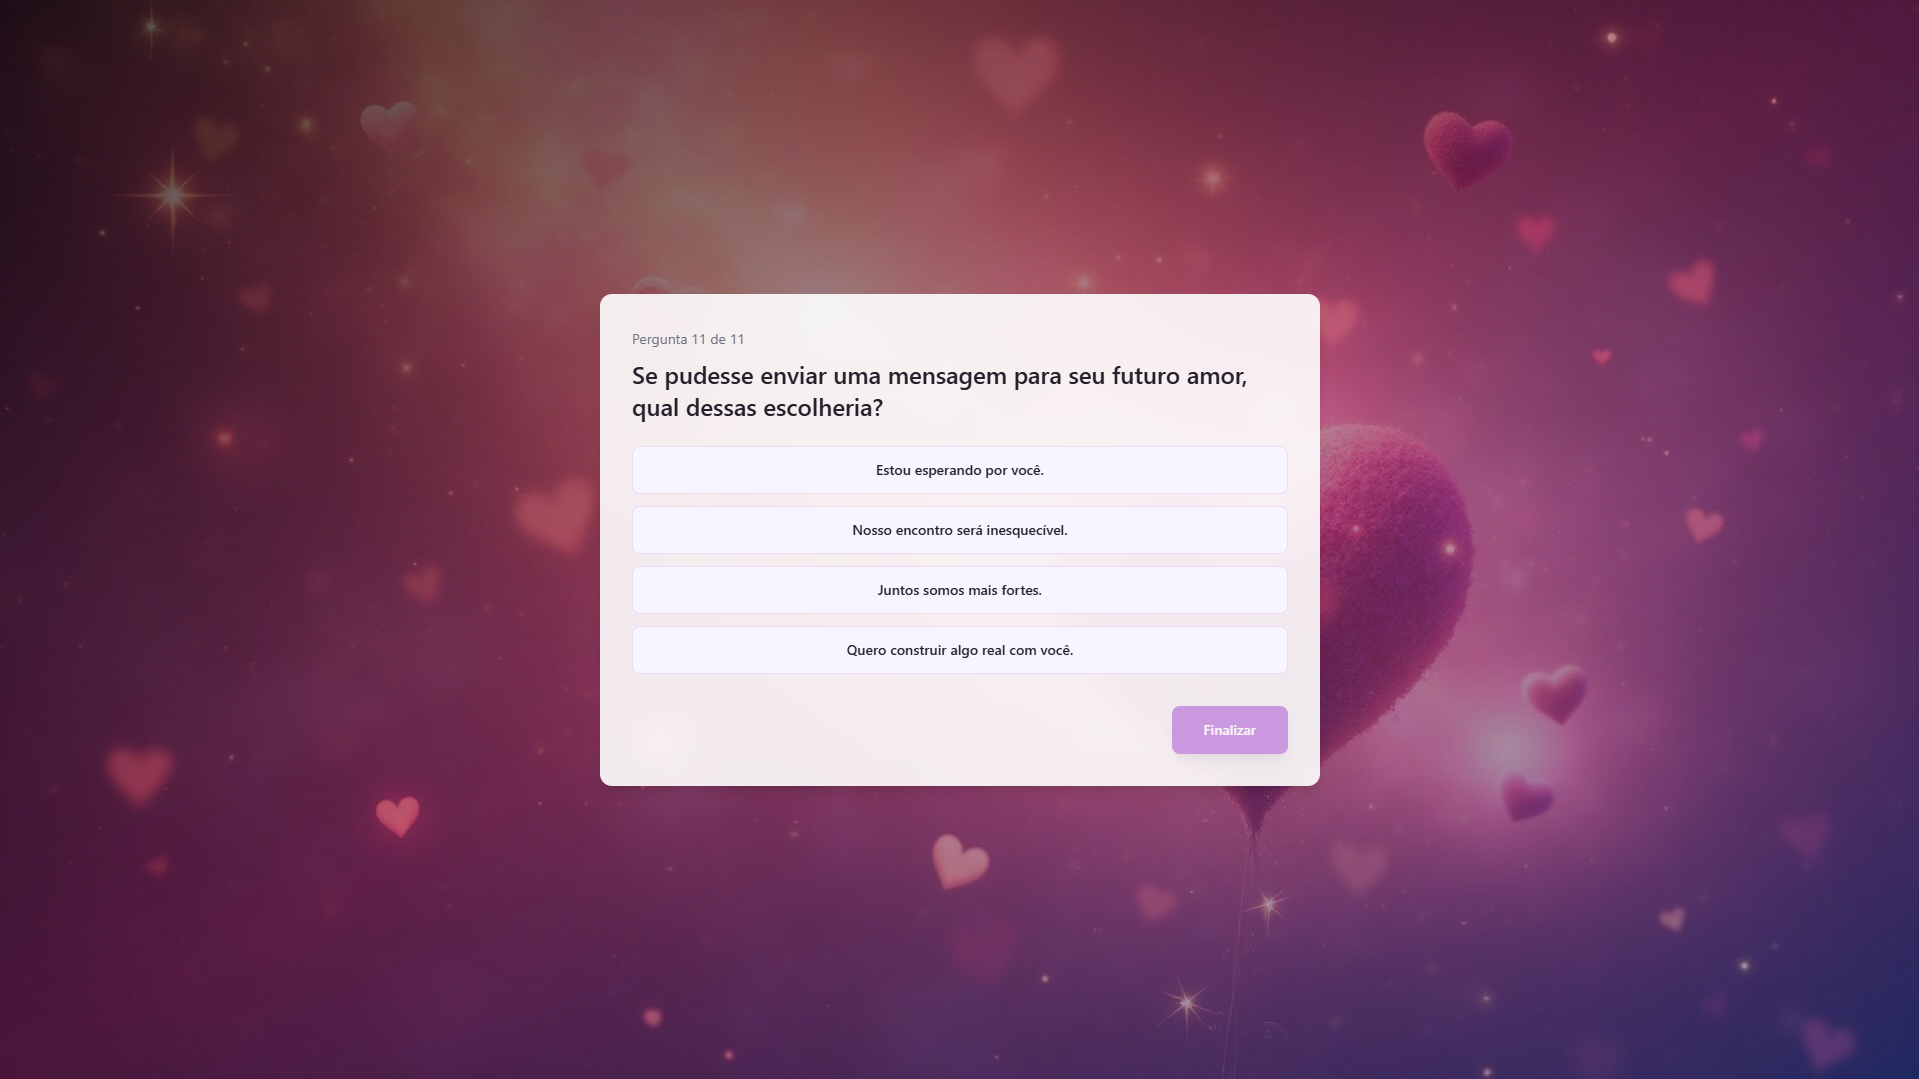 Pergunta 11 de 11
Se pudesse enviar uma mensagem para seu futuro amor,
qual dessas escolheria?
Estou esperando por você.
Nosso encontro será inesquecível.
Juntos somos mais fortes.
Quero construir algo real com você.
Finalizar